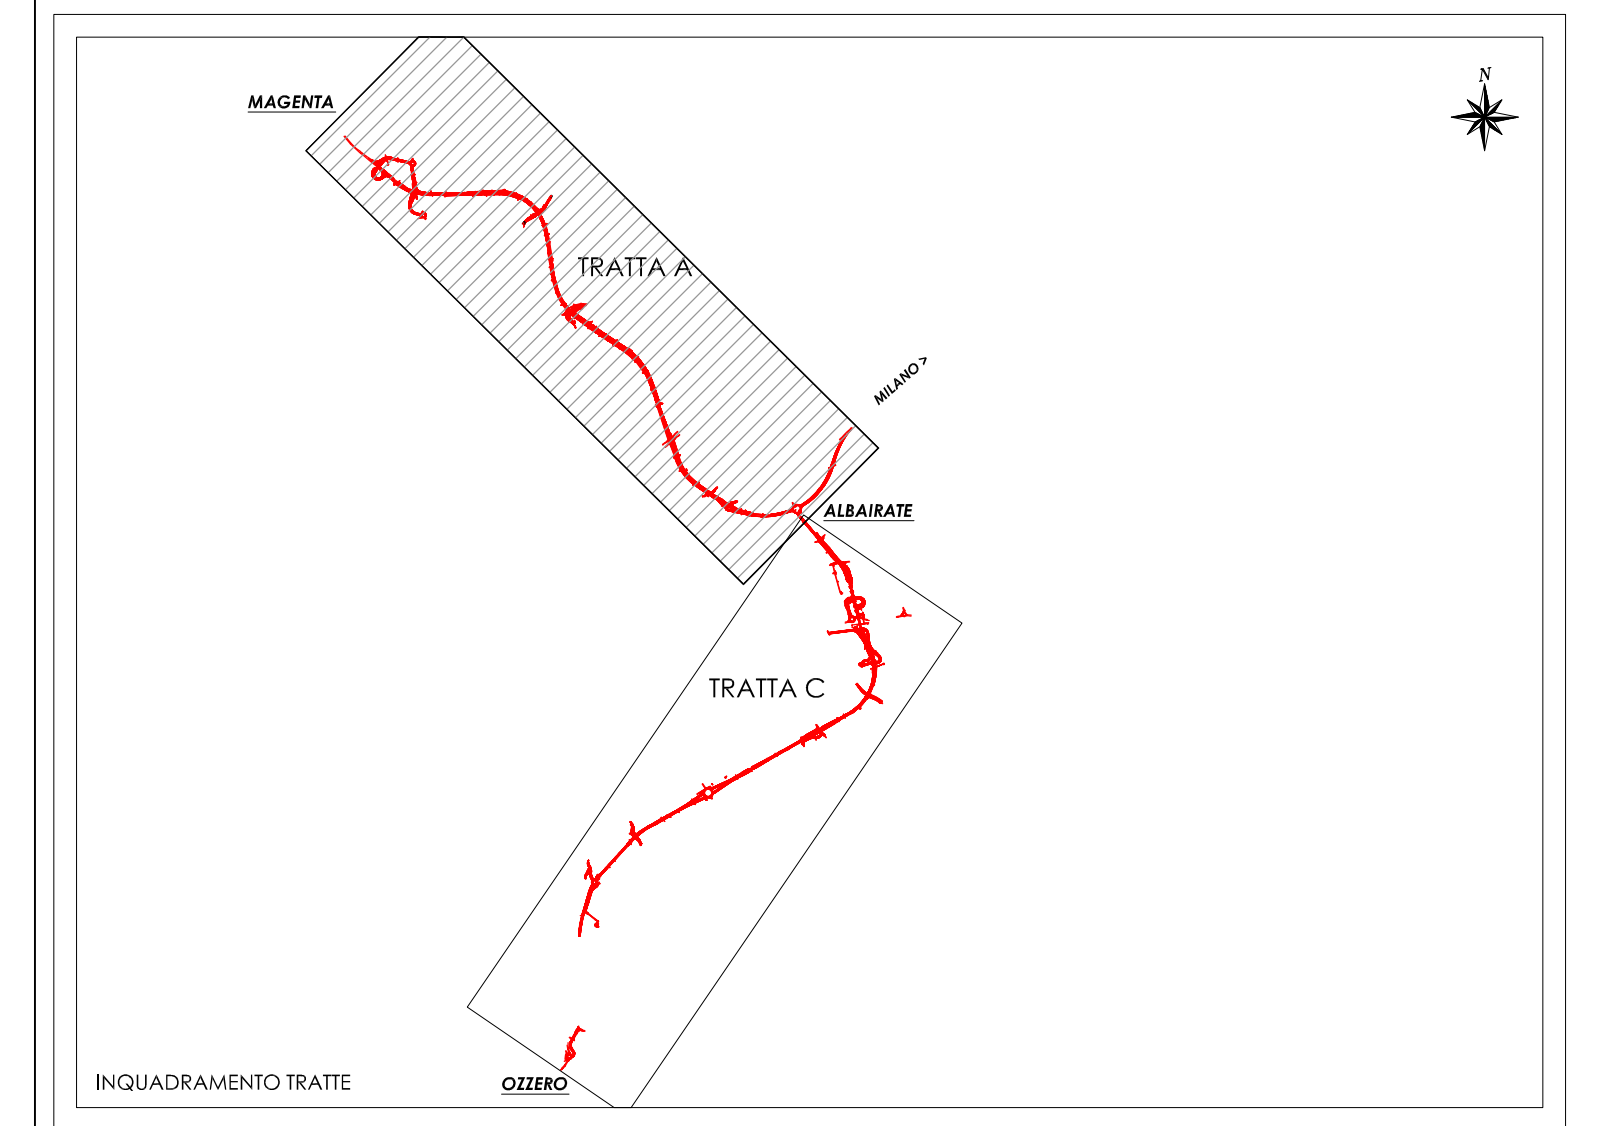 N
MAGENTA
TRATTA A
MILANO >
ALBAIRATE
TRATTA C
OZZERO
INQUADRAMENTO TRATTE